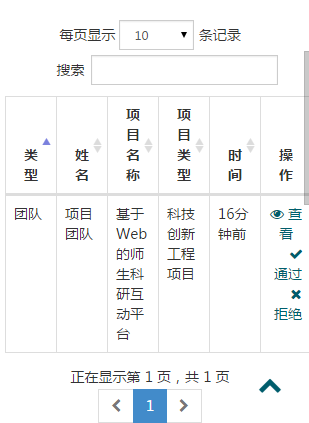 每页显示 10 条记录
搜索
类型 姓名 项目名称 项目类型 时间 操作
团队 项目团队 基于Web的师生科研互动平台 科技创新工程项目 16分钟前 查看 通过 拒绝
正在显示第 1 页，共 1 页
1